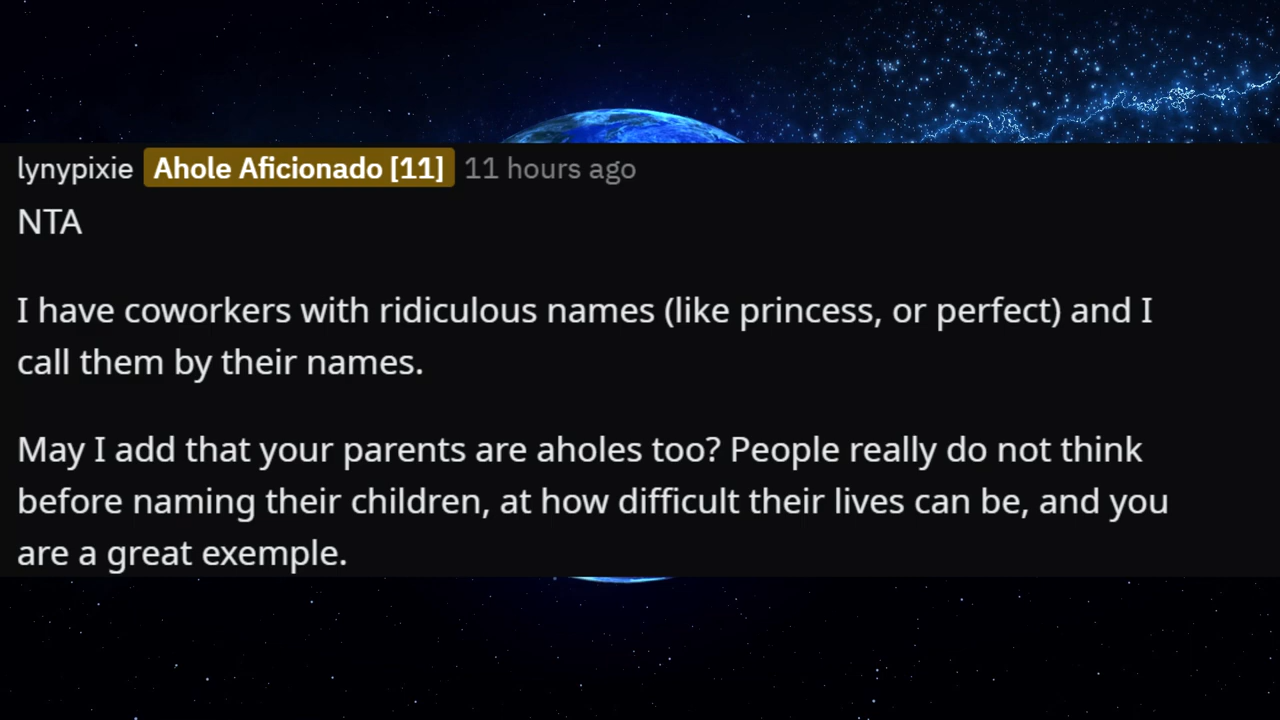 lynypixie Ahole Aficionado [11] 11 hours ago
NTA
I have coworkers with ridiculous names (like princess, or perfect) and I
call them by their names.
May I add that your parents are aholes too? People really do not think
before naming their children, at how difficult their lives can be, and you
are a great exemple.